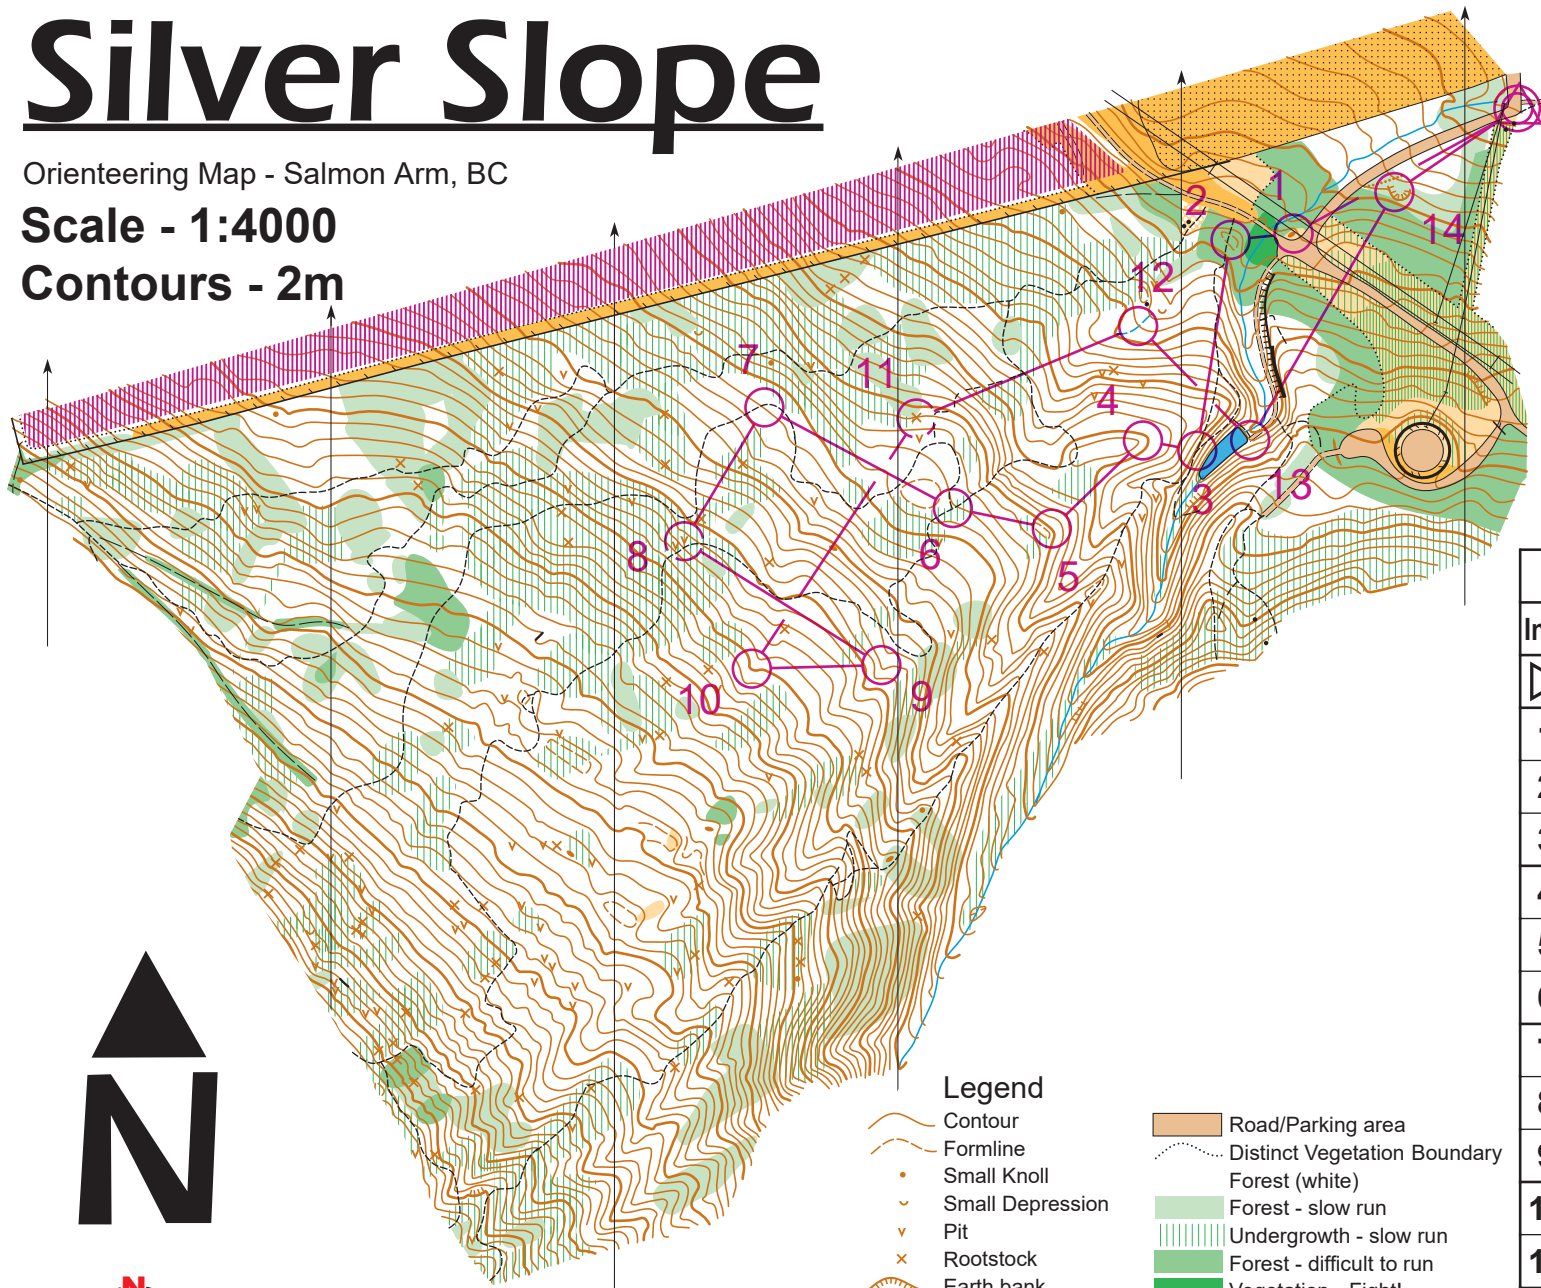 Silver Slope
Orienteering Map - Salmon Arm, BC
Scale - 1:4000
Contours - 2m
1
2
14
12
7
11
4
13
3
8
6
5
10
9
N
N
Legend
Contour
Formline
Small Knoll
Small Depression
Pit
Rootstock
Earth bank
Road/Parking area
Distinct Vegetation Boundary
Forest (white)
Forest - slow run
Undergrowth - slow run
Forest - difficult to run
Vegetation - Fight!